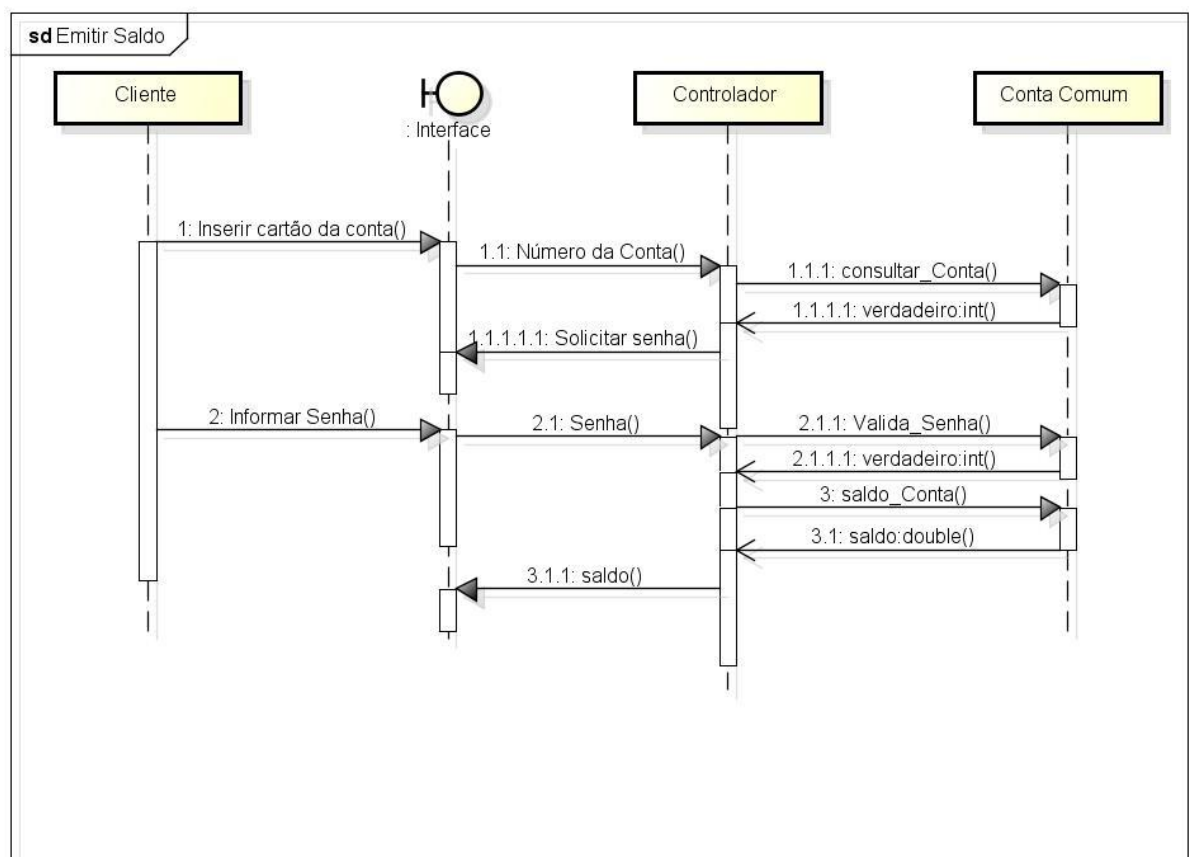 sd Emitir Saldo
Cliente
: Interface
Controlador
Conta Comum
1: Inserir cartão da conta()
1.1: Número da Conta()
1.1.1: consultar_Conta()
1.1.1.1: verdadeiro:int()
1.1.1.1.1: Solicitar senha()
2: Informar Senha()
2.1: Senha()
2.1.1: Valida_Senha()
2.1.1.1: verdadeiro:int()
3: saldo_Conta()
3.1: saldo:double()
3.1.1: saldo()